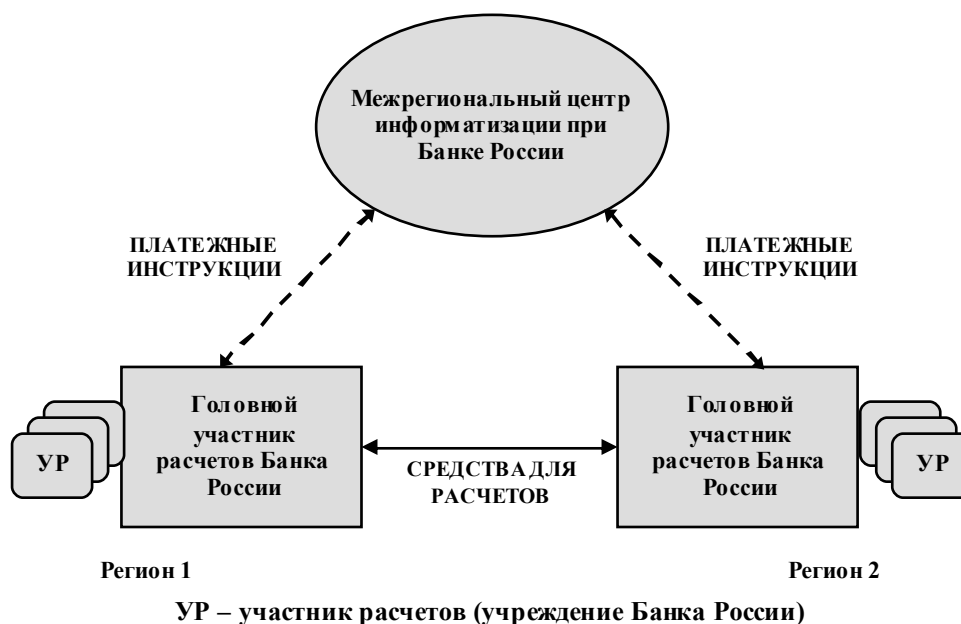 Межрегиональный центр
информатизации при
Банке России
ПЛАТЕЖНЫЕ
ИНСТРУКЦИИ
ПЛАТЕЖНЫЕ
ИНСТРУКЦИИ
УР
Головной
участник
расчетов Банка
России
СРЕДСТВА ДЛЯ
РАСЧЕТОВ
Головной
участник
расчетов Банка
России
УР
Регион 1
Регион 2
УР – участник расчетов (учреждение Банка России)